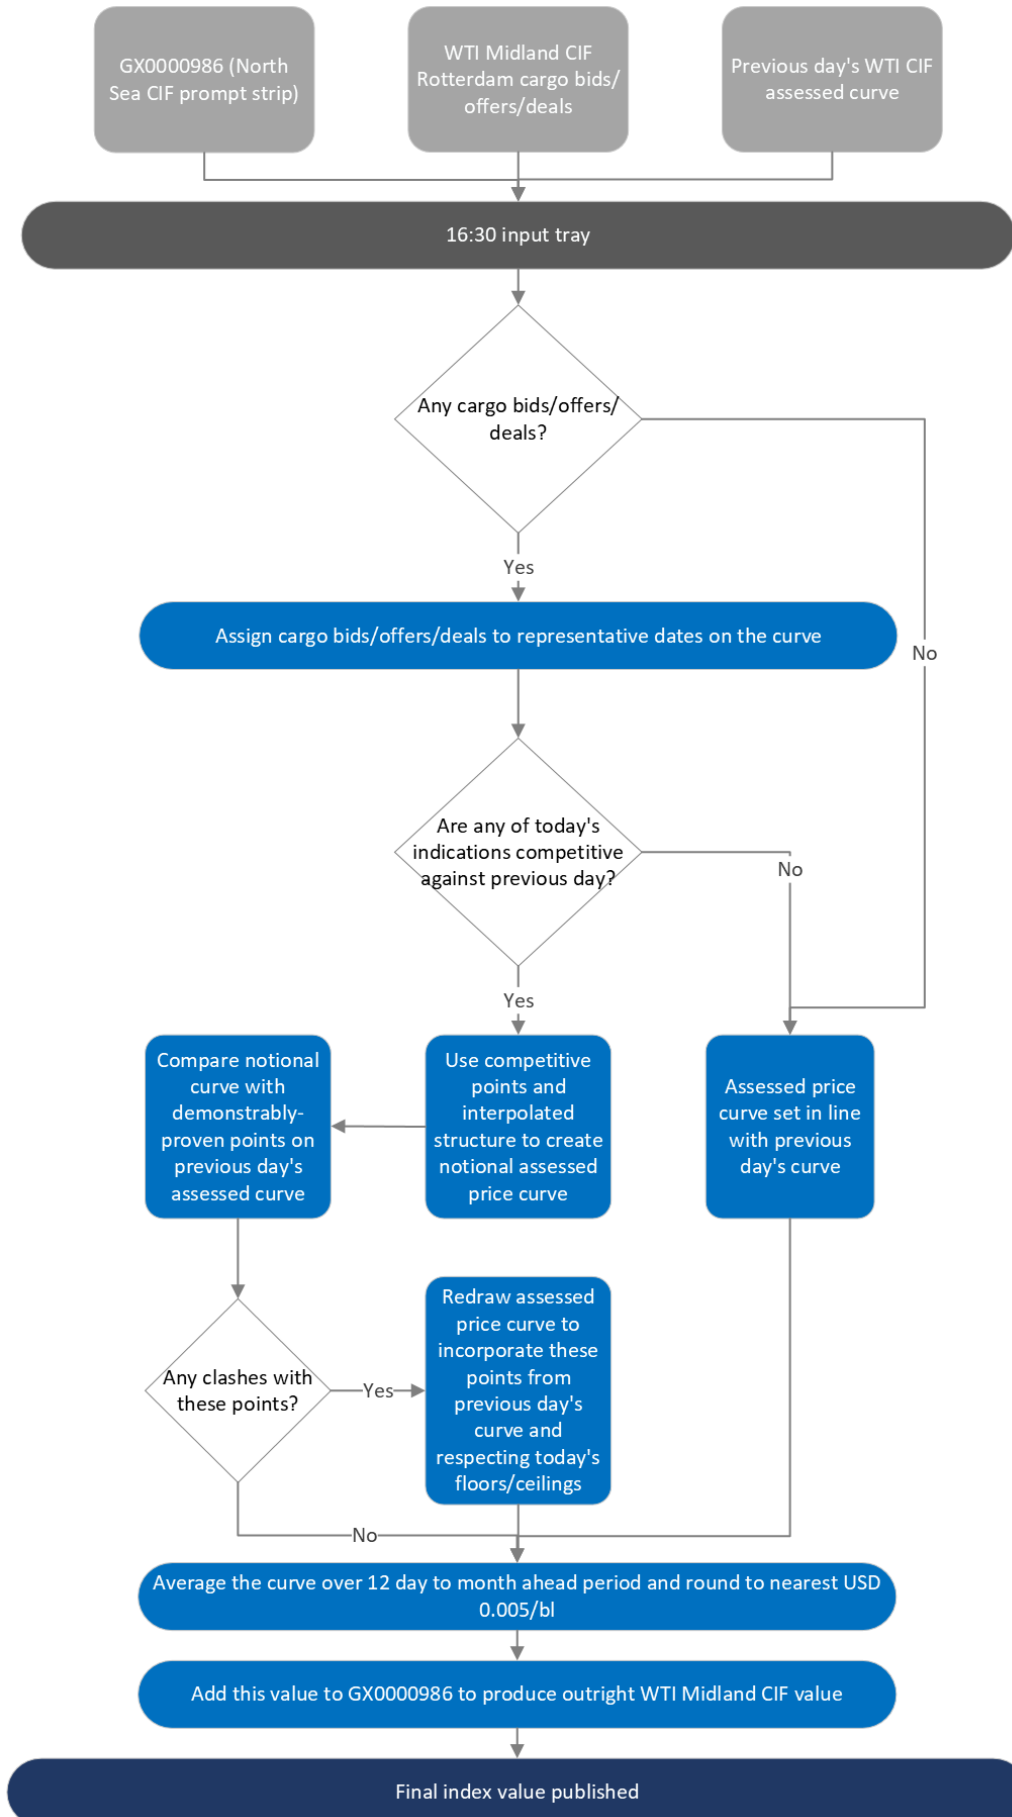 GX0000986 (North
Sea CIF prompt strip)
WTI Midland CIF
Rotterdam cargo bids/
offers/deals
Previous day's WTI CIF
assessed curve
16:30 input tray
Any cargo bids/offers/
deals?
Yes
Assign cargo bids/offers/deals to representative dates on the curve
No
Are any of today's
indications competitive
against previous day?
No
Yes
Compare notional
curve with
demonstrably-
proven points on
previous day's
assessed curve
Use competitive
points and
interpolated
structure to create
notional assessed
price curve
Assessed price
curve set in line
with previous
day's curve
Any clashes with
these points?
Yes
Redraw assessed
price curve to
incorporate these
points from
previous day's
curve and
respecting today's
floors/ceilings
No
Average the curve over 12 day to month ahead period and round to nearest USD
0.005/bl
Add this value to GX0000986 to produce outright WTI Midland CIF value
Final index value published